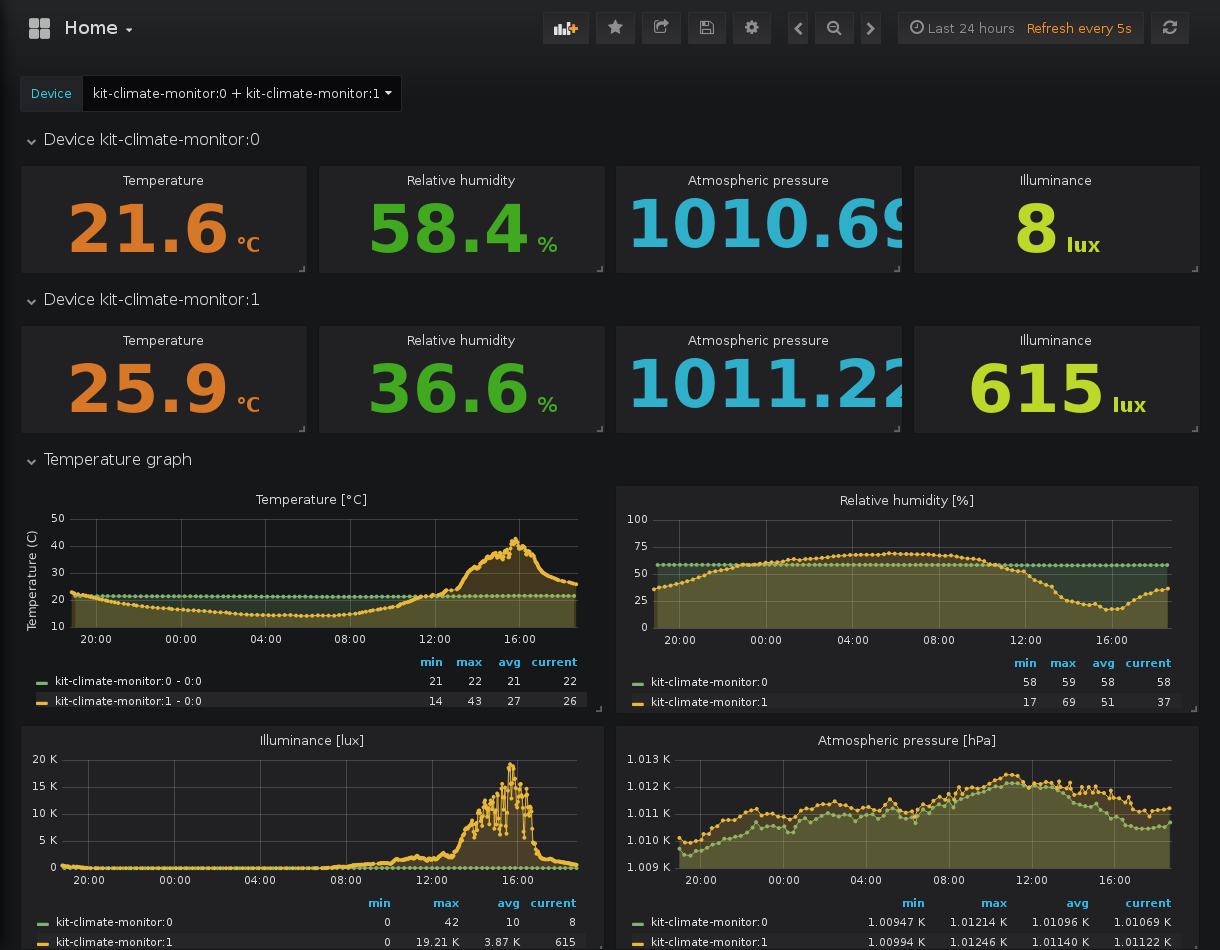 Home
Last 24 hours Refresh every 5s
Device kit-climate-monitor:0 + kit-climate-monitor:1
Device kit-climate-monitor:0
Temperature Relative humidity Atmospheric pressure Illuminance
21.6 °C 58.4 % 1010.69 8 lux
Device kit-climate-monitor:1
Temperature Relative humidity Atmospheric pressure Illuminance
25.9 °C 36.6 % 1011.22 615 lux
Temperature graph
Temperature [°C]
Temperature (C)
50
40
30
20
10
20:00 00:00 04:00 08:00 12:00 16:00
min max avg current
kit-climate-monitor:0 - 0:0 21 22 21 22
kit-climate-monitor:1 - 0:0 14 43 27 26
Relative humidity [%]
100
75
50
25
0
20:00 00:00 04:00 08:00 12:00 16:00
min max avg current
kit-climate-monitor:0 58 59 58 58
kit-climate-monitor:1 17 69 51 37
Illuminance [lux]
20 K
15 K
10 K
5 K
0
20:00 00:00 04:00 08:00 12:00 16:00
min max avg current
kit-climate-monitor:0 0 42 10 8
kit-climate-monitor:1 0 19.21 K 3.87 K 615
Atmospheric pressure [hPa]
1.013 K
1.012 K
1.011 K
1.010 K
1.009 K
20:00 00:00 04:00 08:00 12:00 16:00
min max avg current
kit-climate-monitor:0 1.00947 K 1.01214 K 1.01096 K 1.01069 K
kit-climate-monitor:1 1.00994 K 1.01246 K 1.01140 K 1.01122 K